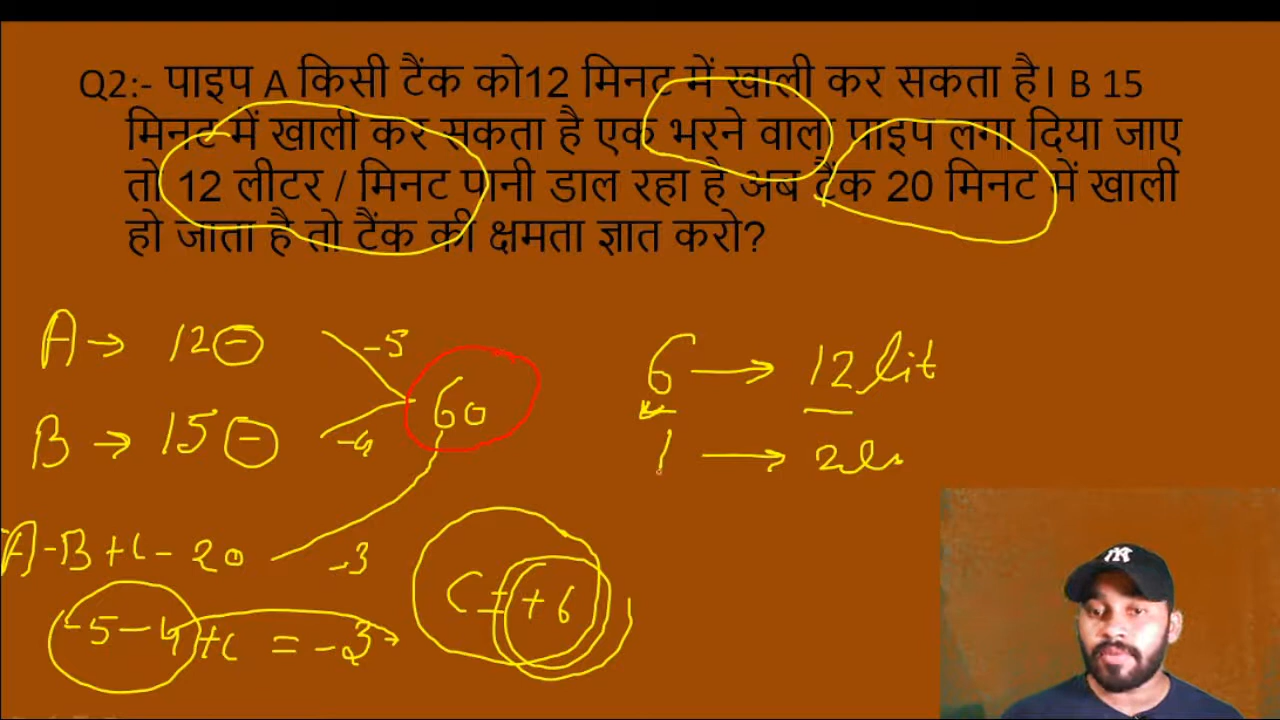 Q2:- पाइप A किसी टैंक को12 मिनट में खाली कर सकता है। B 15
मिनट में खाली कर सकता है एक भरने वाला पाइप लगा दिया जाए
तो 12 लीटर / मिनट पानी डाल रहा हे अब टैंक 20 मिनट में खाली
हो जाता है तो टैंक की क्षमता ज्ञात करो?
A → 12 -
-5
B → 15 -
-4
60
-A-B+C-20
-3
-5-4+C = -3
C = +6
6 → 12 lit
1 → 2